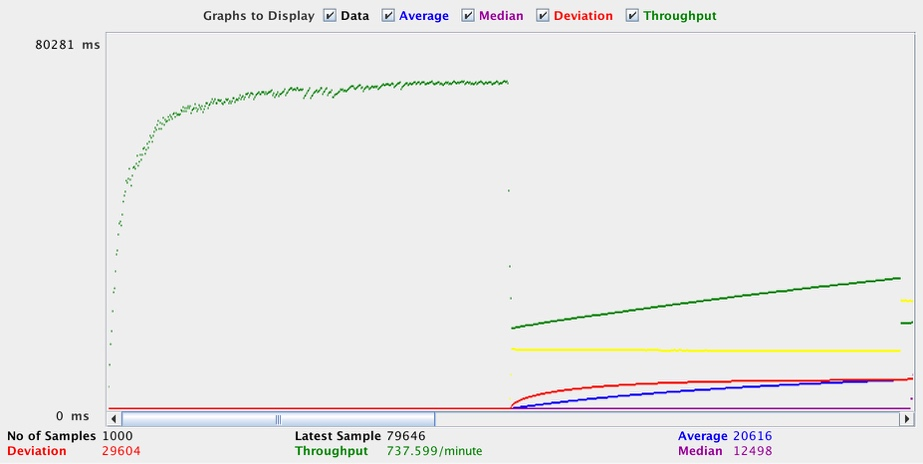 Graphs to Display Data Average Median Deviation Throughput
80281 ms
0 ms
No of Samples 1000 Latest Sample 79646 Average 20616
Deviation 29604 Throughput 737.599/minute Median 12498